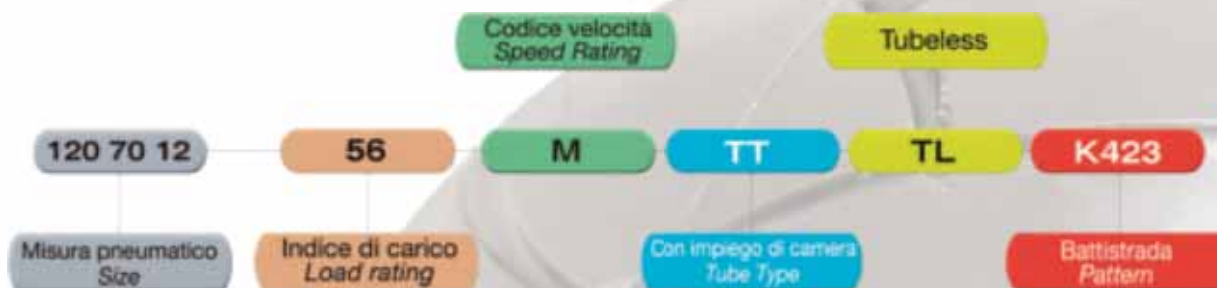 Codice velocità
Speed Rating
Tubeless
120 70 12
56
M
TT
TL
K423
Misura pneumatico
Size
Indice di carico
Load rating
Con impiego di camera
Tube Type
Battistrada
Pattern